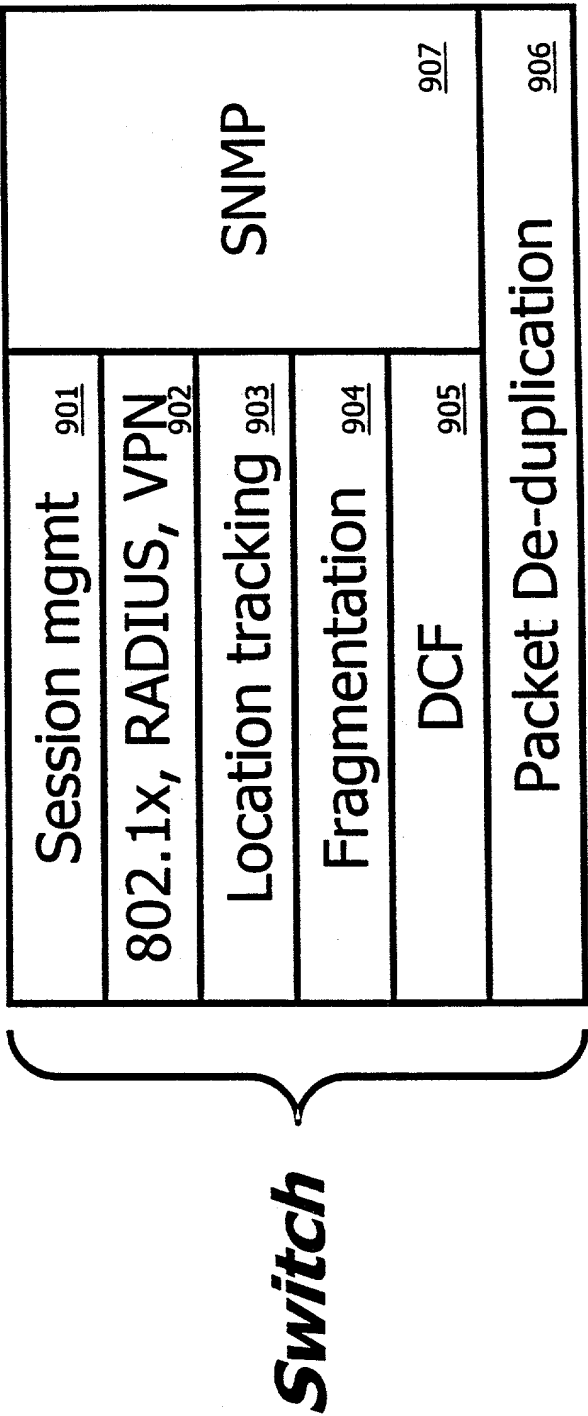 Switch
Session mgmt 901
802.1x, RADIUS, VPN 902
Location tracking 903
Fragmentation 904
DCF 905
SNMP 907
Packet De-duplication 906